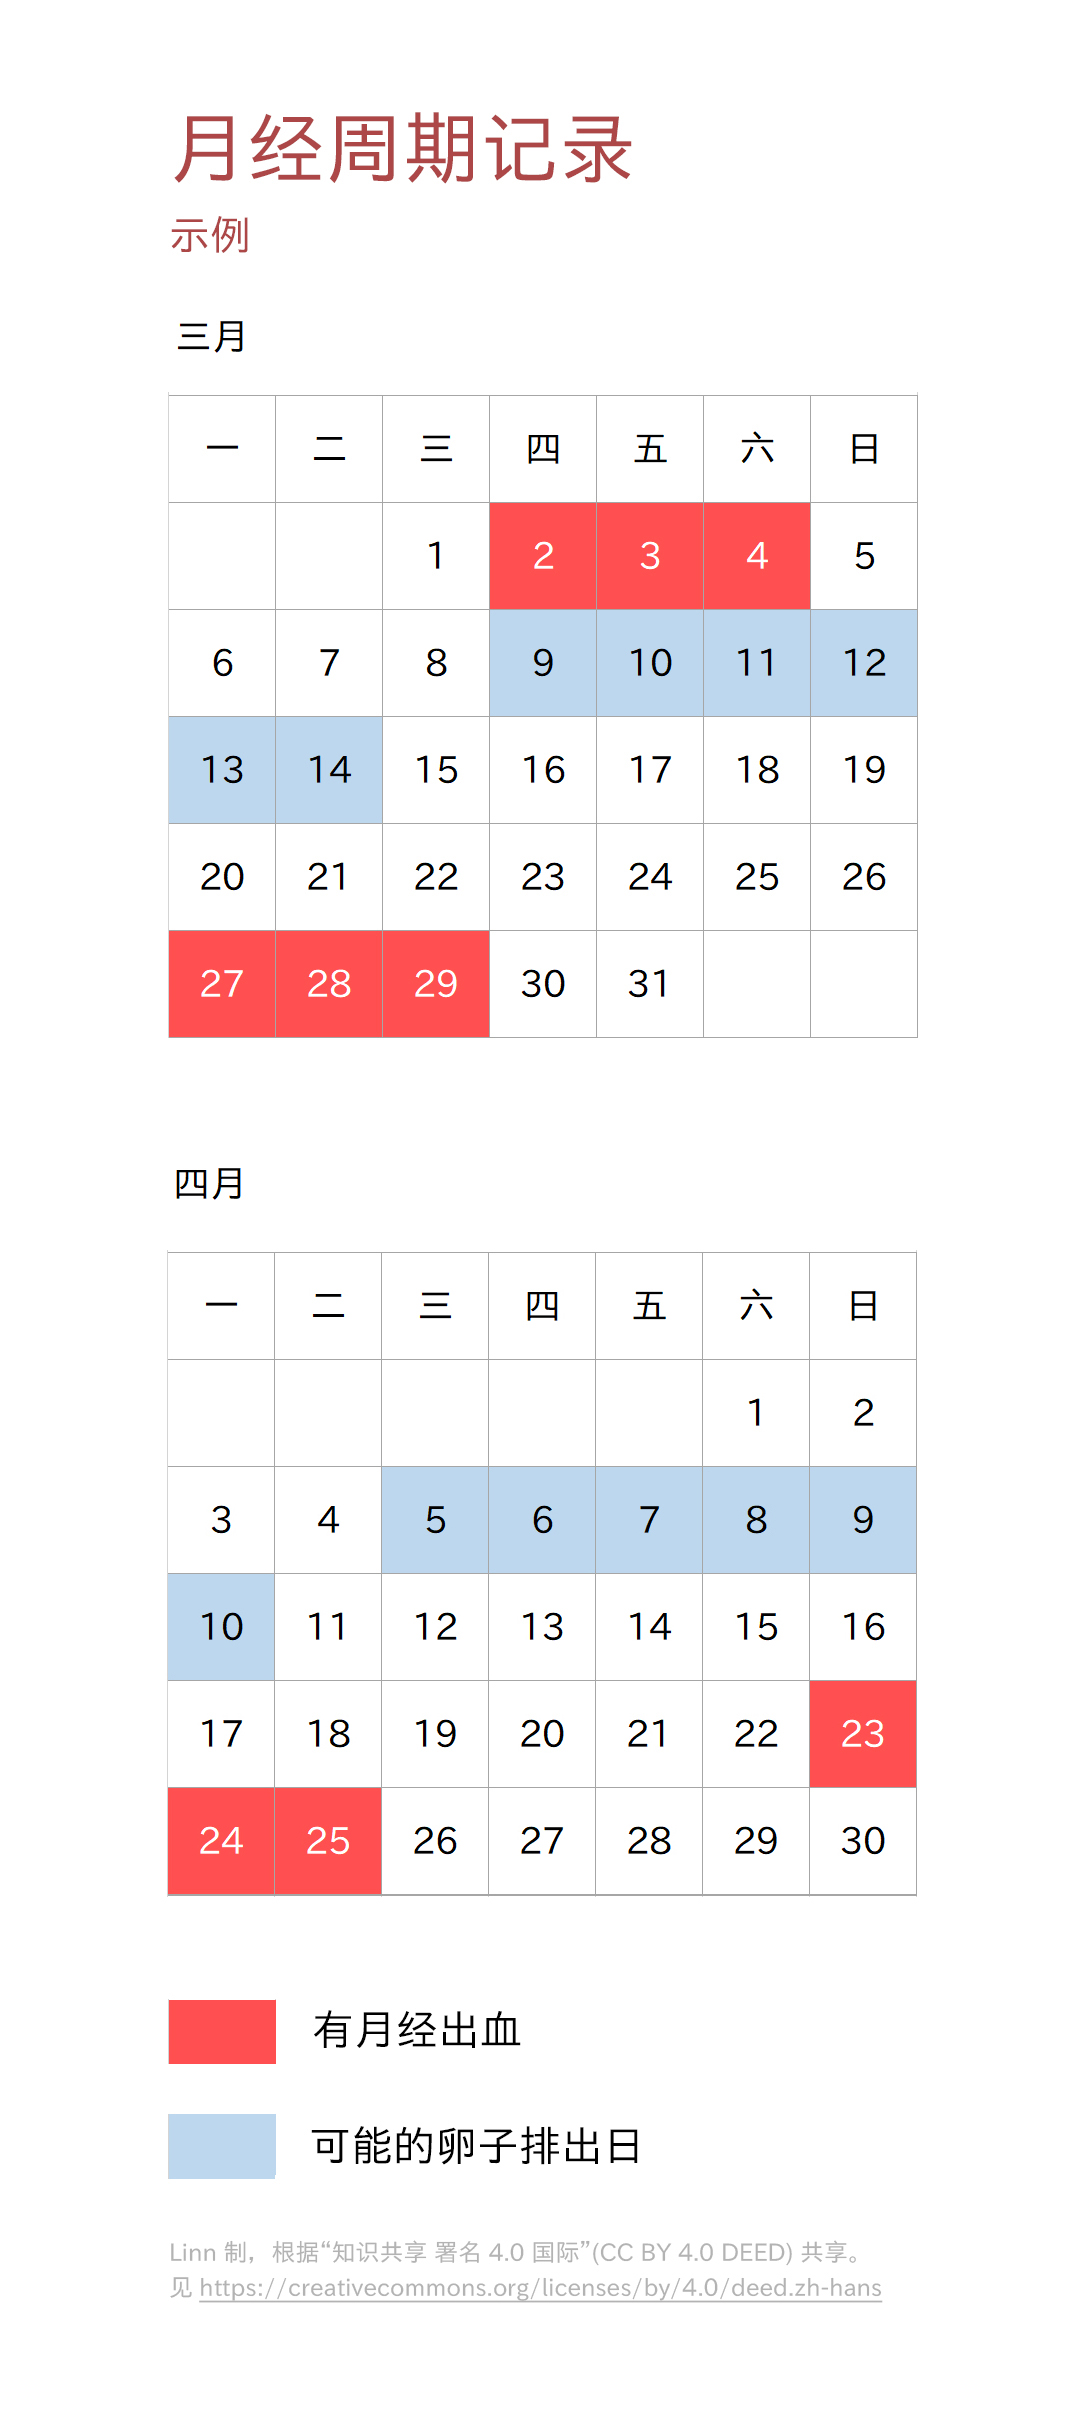 月经周期记录
示例
三月
一 二 三 四 五 六 日
1 2 3 4 5
6 7 8 9 10 11 12
13 14 15 16 17 18 19
20 21 22 23 24 25 26
27 28 29 30 31
四月
一 二 三 四 五 六 日
1 2
3 4 5 6 7 8 9
10 11 12 13 14 15 16
17 18 19 20 21 22 23
24 25 26 27 28 29 30
有月经出血
可能的卵子排出日
Linn 制，根据“知识共享 署名 4.0 国际”(CC BY 4.0 DEED) 共享。
见 https://creativecommons.org/licenses/by/4.0/deed.zh-hans